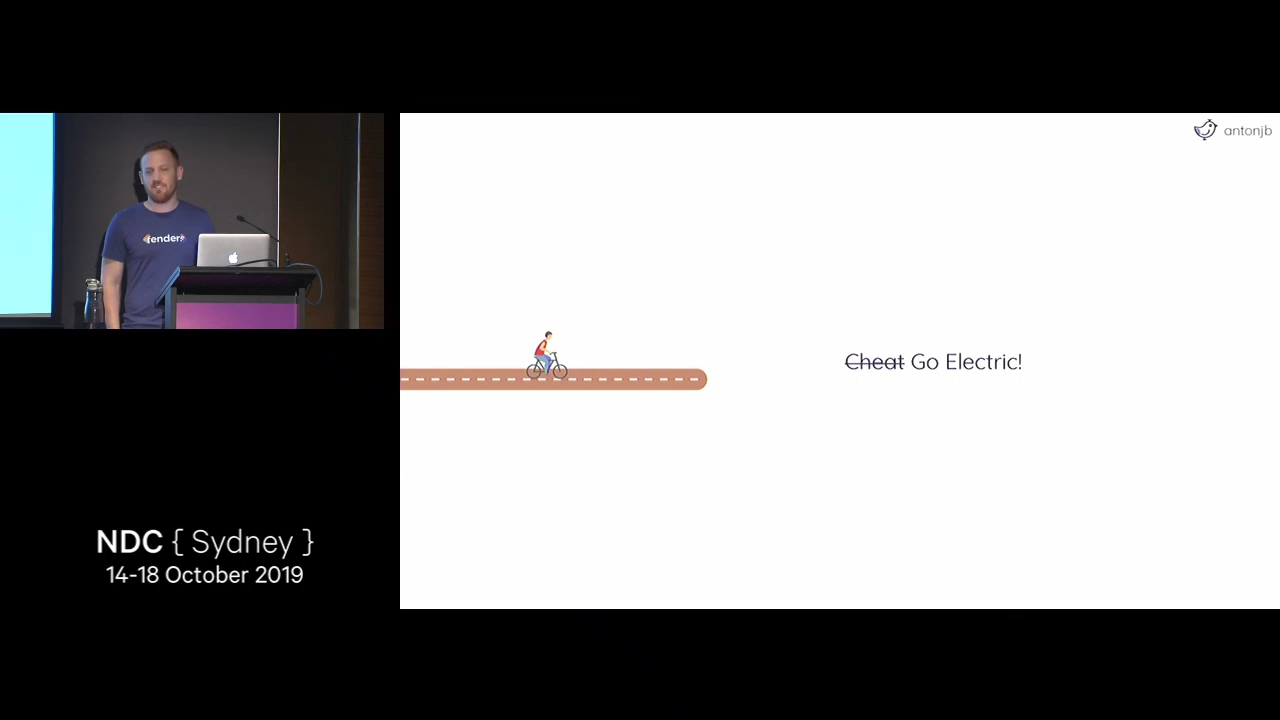 antonjb
tender
Cheat Go Electric!
NDC { Sydney }
14-18 October 2019